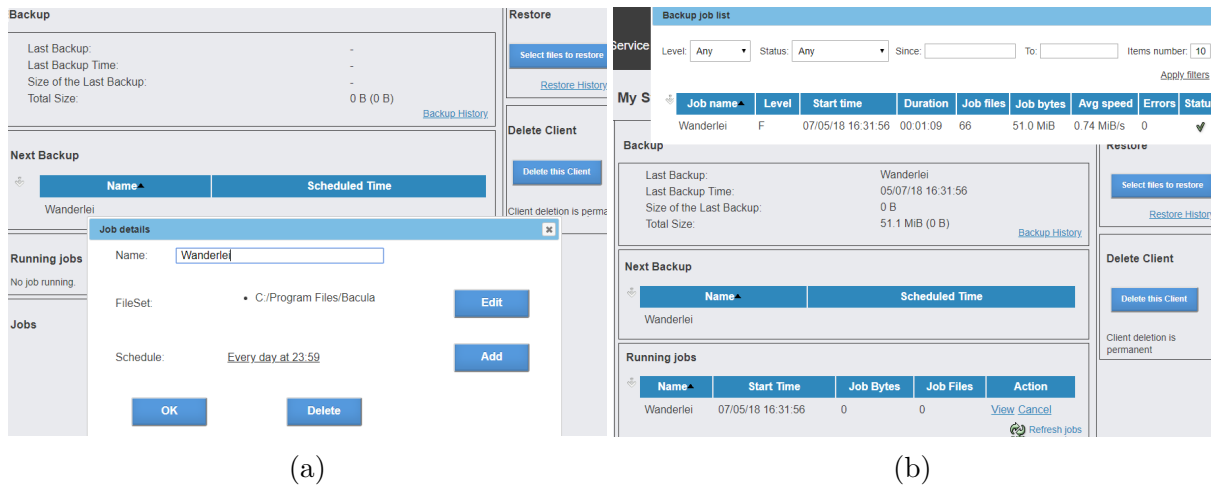 Backup
Restore
Last Backup: -
Last Backup Time: -
Size of the Last Backup: -
Total Size: 0 B (0 B)
Backup History
Select files to restore
Restore History
Delete Client
Delete this Client
Client deletion is perma
Next Backup
Name Scheduled Time
Wanderlei
Job details
Name: Wanderlei
FileSet: • C:/Program Files/Bacula Edit
Schedule: Every day at 23:59 Add
OK Delete
Running jobs
No job running.
Jobs
(a)
Backup job list
Service
Level: Any Status: Any Since: To: Items number: 10
Apply filters
My S
Job name Level Start time Duration Job files Job bytes Avg speed Errors Statu
Wanderlei F 07/05/18 16:31:56 00:01:09 66 51.0 MiB 0.74 MiB/s 0
Backup
Restore
Last Backup: Wanderlei
Last Backup Time: 05/07/18 16:31:56
Size of the Last Backup: 0 B
Total Size: 51.1 MiB (0 B)
Backup History
Select files to restore
Restore History
Delete Client
Delete this Client
Client deletion is
permanent
Next Backup
Name Scheduled Time
Wanderlei
Running jobs
Name Start Time Job Bytes Job Files Action
Wanderlei 07/05/18 16:31:56 0 0 View Cancel
Refresh jobs
(b)